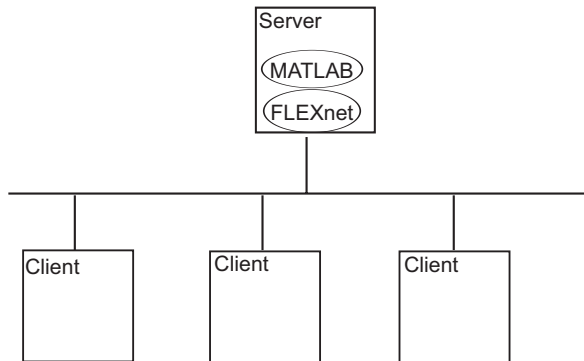 Server
MATLAB
FLEXnet
Client
Client
Client